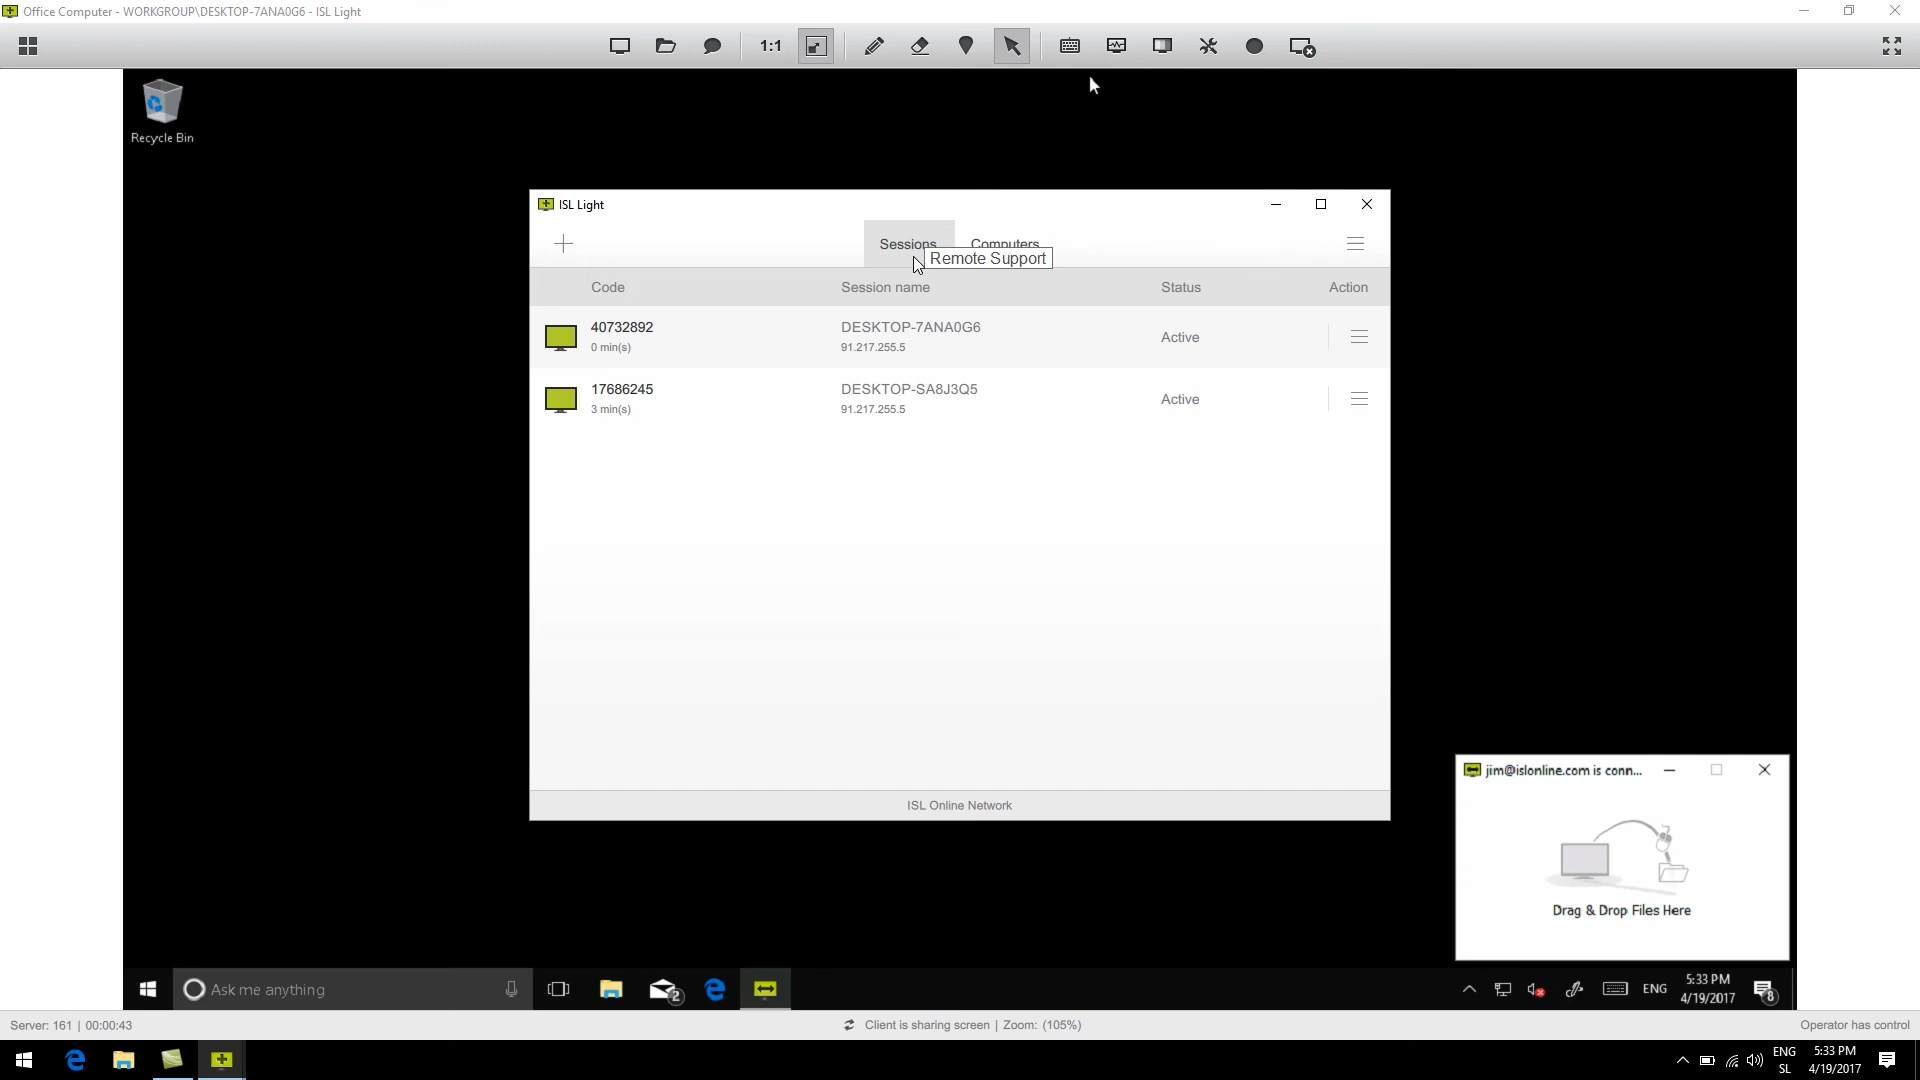 Office Computer - WORKGROUP\DESKTOP-7ANA0G6 - ISL Light
1:1
Recycle Bin
ISL Light
Sessions
Computers
Remote Support
Code
Session name
Status
Action
40732892
DESKTOP-7ANA0G6
Active
0 min(s)
91.217.255.5
17686245
DESKTOP-SA8J3Q5
Active
3 min(s)
91.217.255.5
ISL Online Network
jim@islonline.com is conn...
Drag & Drop Files Here
Ask me anything
2
ENG
5:33 PM
4/19/2017
8
Server: 161 | 00:00:43
Client is sharing screen | Zoom: (105%)
Operator has control
ENG
SL
5:33 PM
4/19/2017